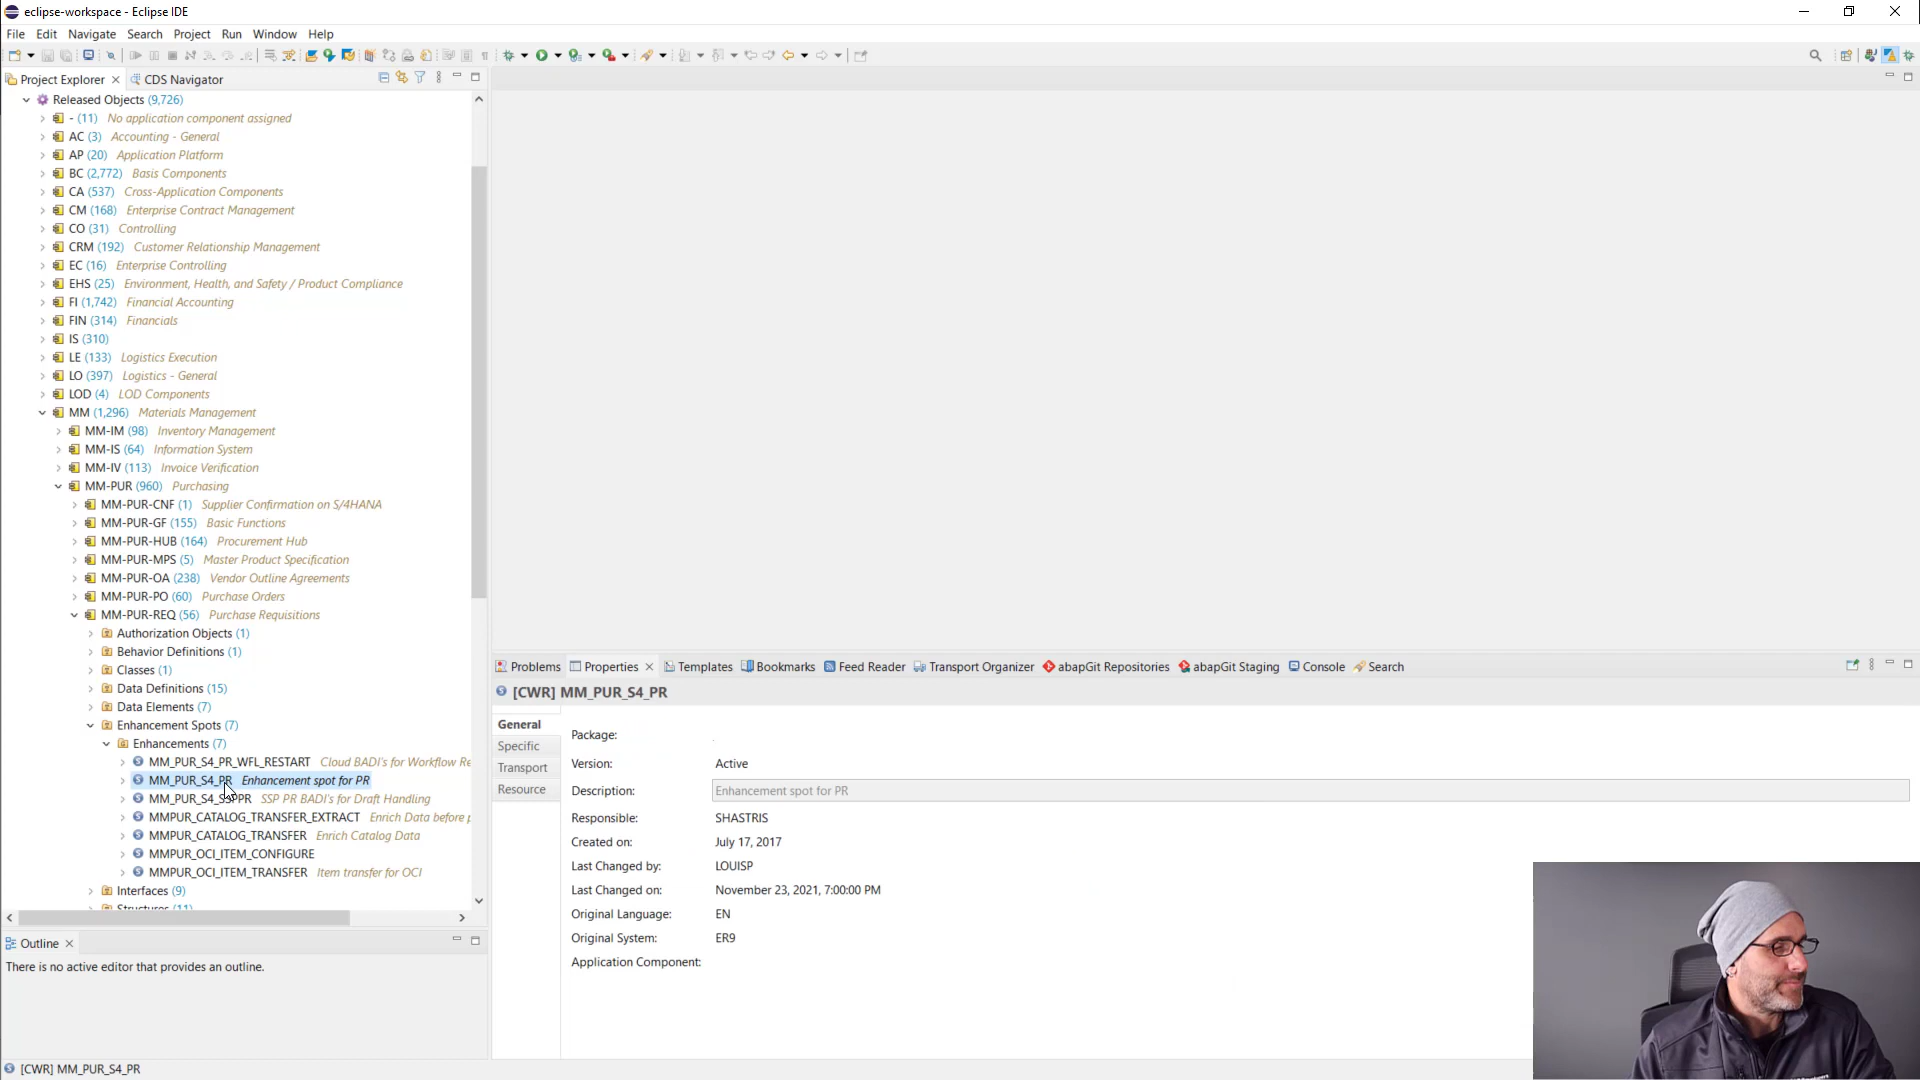 eclipse-workspace - Eclipse IDE
File Edit Navigate Search Project Run Window Help
Project Explorer CDS Navigator
Released Objects (9,726)
- (11) No application component assigned
AC (3) Accounting - General
AP (20) Application Platform
BC (2,772) Basis Components
CA (537) Cross-Application Components
CM (168) Enterprise Contract Management
CO (31) Controlling
CRM (192) Customer Relationship Management
EC (16) Enterprise Controlling
EHS (25) Environment, Health, and Safety / Product Compliance
FI (1,742) Financial Accounting
FIN (314) Financials
IS (310)
LE (133) Logistics Execution
LO (397) Logistics - General
LOD (4) LOD Components
MM (1,296) Materials Management
MM-IM (98) Inventory Management
MM-IS (64) Information System
MM-IV (113) Invoice Verification
MM-PUR (960) Purchasing
MM-PUR-CNF (1) Supplier Confirmation on S/4HANA
MM-PUR-GF (155) Basic Functions
MM-PUR-HUB (164) Procurement Hub
MM-PUR-MPS (5) Master Product Specification
MM-PUR-OA (238) Vendor Outline Agreements
MM-PUR-PO (60) Purchase Orders
MM-PUR-REQ (56) Purchase Requisitions
Authorization Objects (1)
Behavior Definitions (1)
Classes (1)
Data Definitions (15)
Data Elements (7)
Enhancement Spots (7)
Enhancements (7)
MM_PUR_S4_PR_WFL_RESTART Cloud BADI's for Workflow Re
MM_PUR_S4_PR Enhancement spot for PR
MM_PUR_S4_SSPPR SSP PR BADI's for Draft Handling
MMPUR_CATALOG_TRANSFER_EXTRACT Enrich Data before p
MMPUR_CATALOG_TRANSFER Enrich Catalog Data
MMPUR_OCI_ITEM_CONFIGURE
MMPUR_OCI_ITEM_TRANSFER Item transfer for OCI
Interfaces (9)
Structures (11)
Outline
There is no active editor that provides an outline.
Problems Properties Templates Bookmarks Feed Reader Transport Organizer abapGit Repositories abapGit Staging Console Search
[CWR] MM_PUR_S4_PR
General
Specific
Transport
Resource
Package:
Version: Active
Description: Enhancement spot for PR
Responsible: SHASTRIS
Created on: July 17, 2017
Last Changed by: LOUISP
Last Changed on: November 23, 2021, 7:00:00 PM
Original Language: EN
Original System: ER9
Application Component:
[CWR] MM_PUR_S4_PR